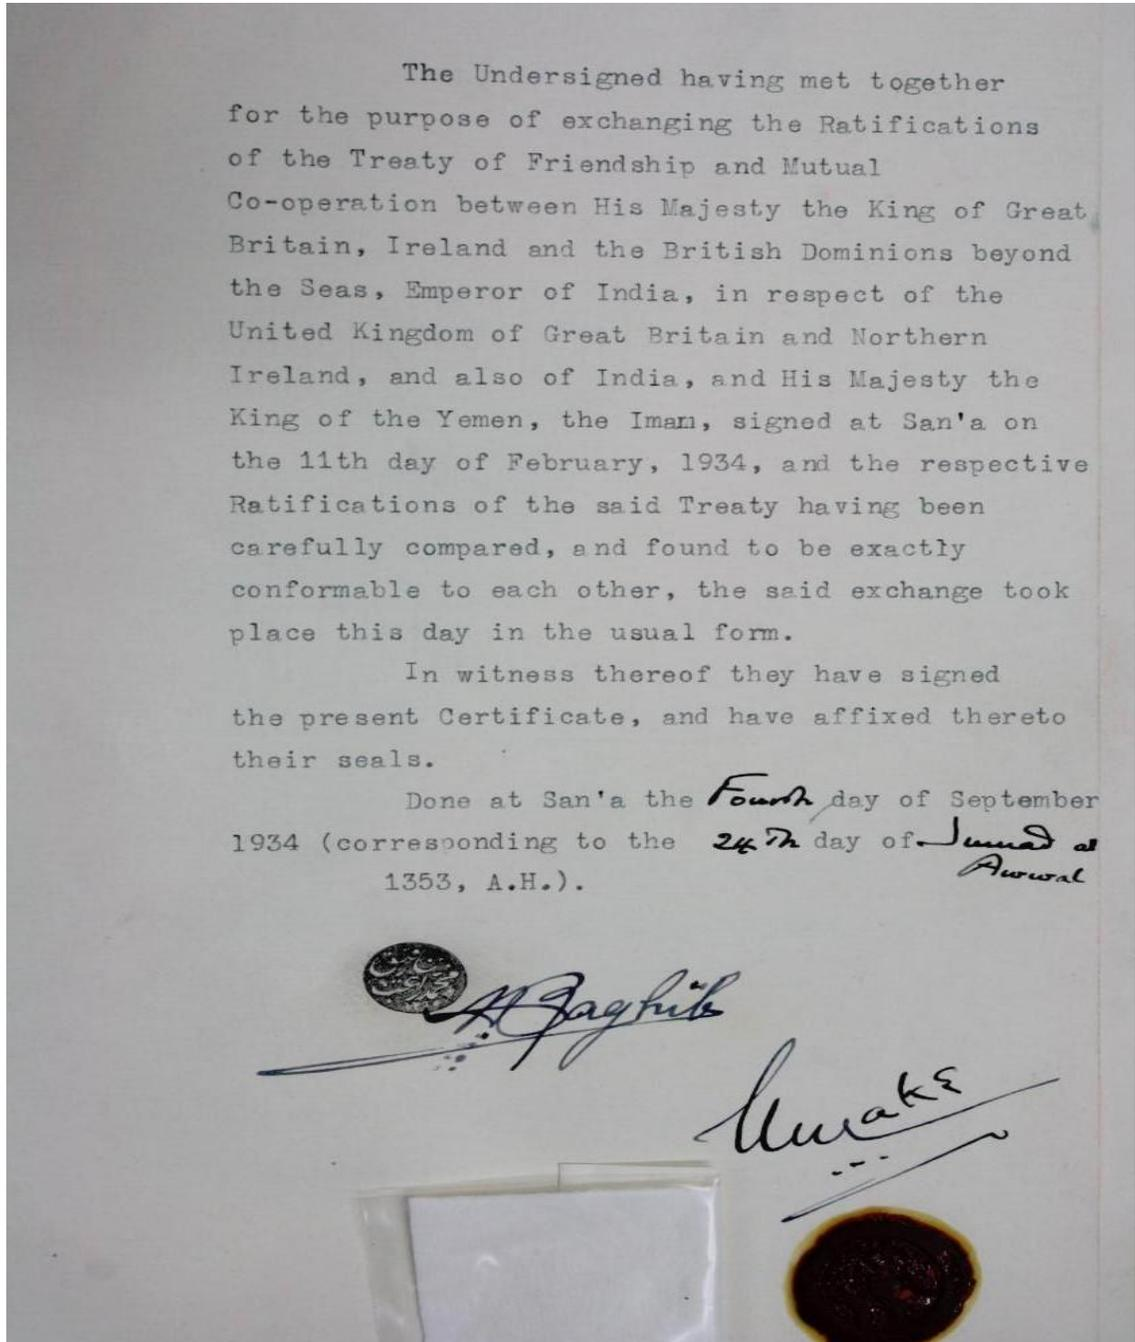 The Undersigned having met together
for the purpose of exchanging the Ratifications
of the Treaty of Friendship and Mutual
Co-operation between His Majesty the King of Great
Britain, Ireland and the British Dominions beyond
the Seas, Emperor of India, in respect of the
United Kingdom of Great Britain and Northern
Ireland, and also of India, and His Majesty the
King of the Yemen, the Imam, signed at San'a on
the 11th day of February, 1934, and the respective
Ratifications of the said Treaty having been
carefully compared, and found to be exactly
conformable to each other, the said exchange took
place this day in the usual form.
In witness thereof they have signed
the present Certificate, and have affixed thereto
their seals.
Done at San'a the Fourth day of September
1934 (corresponding to the 24th day of Jumad al
Awwal
1353, A.H.).
Raghib